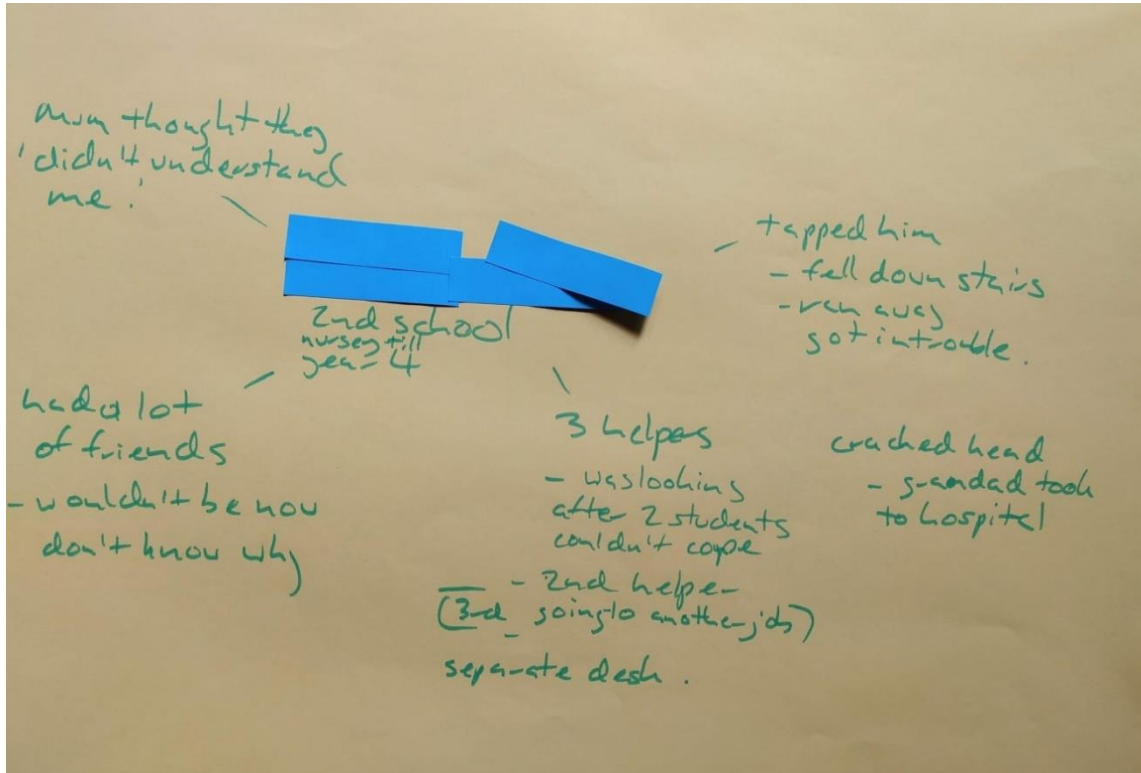 mum thought they
'didn't understand
me!
2nd school
nursery till
year 4
tapped him
- fell down stairs
- ran away
got in trouble.
had a lot
of friends
- wouldn't be now
don't know why
3 helpers
- was looking
after 2 students
couldn't cope
- 2nd helper
(3rd going to another job)
separate desk.
cracked head
- grandad took
to hospital